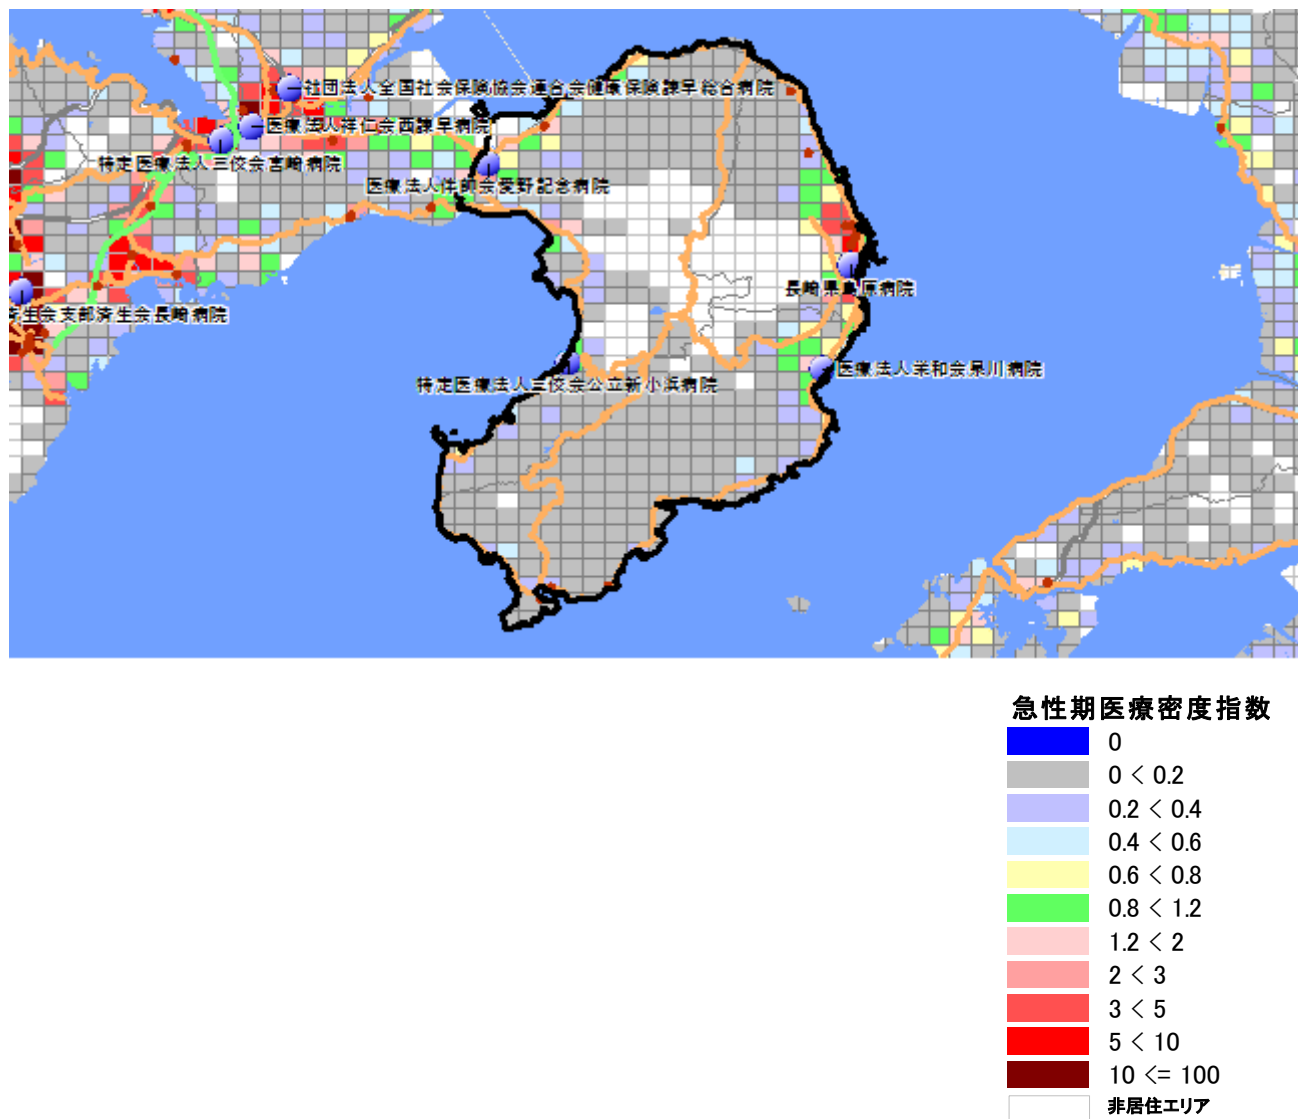 社団法人全国社会保険協会連合会健康保険諫早総合病院
医療法人祥仁会西諫早病院
特定医療法人三佼会宮崎病院
医療法人伴帥会愛野記念病院
長崎県島原病院
済生会支部済生会長崎病院
医療法人栄和会泉川病院
特定医療法人三佼会公立新小浜病院
急性期医療密度指数
0
0 < 0.2
0.2 < 0.4
0.4 < 0.6
0.6 < 0.8
0.8 < 1.2
1.2 < 2
2 < 3
3 < 5
5 < 10
10 <= 100
非居住エリア